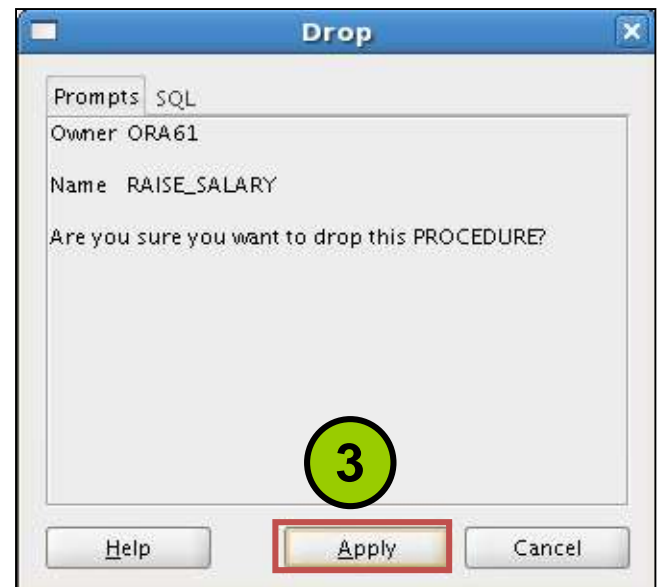 Drop
Prompts SQL
Owner ORA61
Name RAISE_SALARY
Are you sure you want to drop this PROCEDURE?
3
Help Apply Cancel